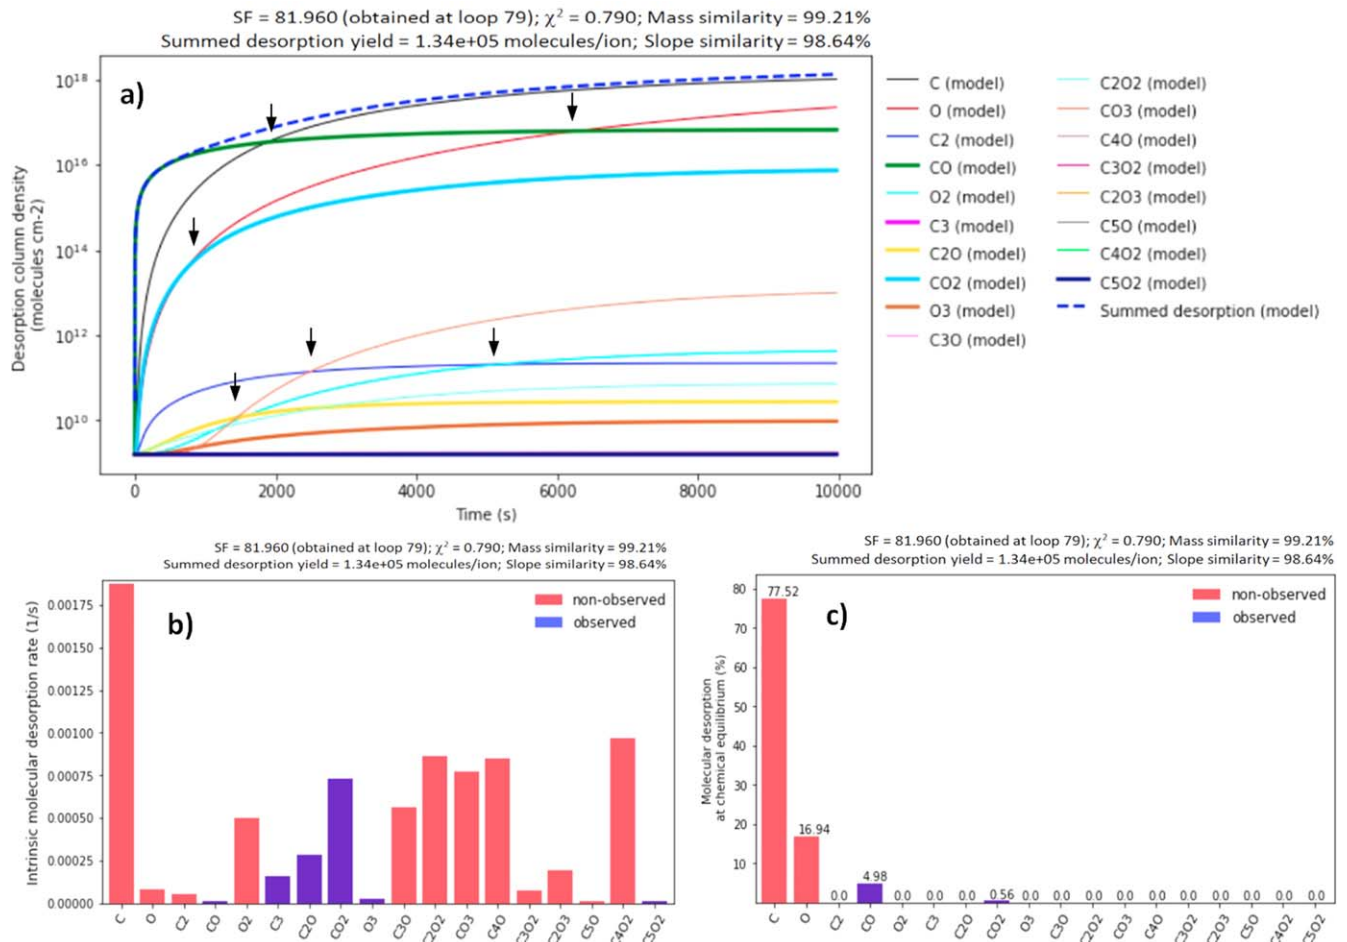 SF = 81.960 (obtained at loop 79); χ² = 0.790; Mass similarity = 99.21%
Summed desorption yield = 1.34e+05 molecules/ion; Slope similarity = 98.64%
a)
Desorption column density
(molecules cm-2)
10¹⁸
10¹⁶
10¹⁴
10¹²
10¹⁰
0 2000 4000 6000 8000 10000
Time (s)
C (model)
O (model)
C2 (model)
CO (model)
O2 (model)
C3 (model)
C2O (model)
CO2 (model)
O3 (model)
C3O (model)
C2O2 (model)
CO3 (model)
C4O (model)
C3O2 (model)
C2O3 (model)
C5O (model)
C4O2 (model)
C5O2 (model)
Summed desorption (model)
SF = 81.960 (obtained at loop 79); χ² = 0.790; Mass similarity = 99.21%
Summed desorption yield = 1.34e+05 molecules/ion; Slope similarity = 98.64%
b)
non-observed
observed
Intrinsic molecular desorption rate (1/s)
0.00175
0.00150
0.00125
0.00100
0.00075
0.00050
0.00025
0.00000
C O C2 CO O2 C3 C2O CO2 O3 C3O C2O2 CO3 C4O C3O2 C2O3 C5O C4O2 C5O2
SF = 81.960 (obtained at loop 79); χ² = 0.790; Mass similarity = 99.21%
Summed desorption yield = 1.34e+05 molecules/ion; Slope similarity = 98.64%
c)
non-observed
observed
Molecular desorption
at chemical equilibrium (%)
80
70
60
50
40
30
20
10
77.52
16.94
0.0 4.98 0.0 0.0 0.0 0.56 0.0 0.0 0.0 0.0 0.0 0.0 0.0 0.0 0.0 0.0
C O C2 CO O2 C3 C2O CO2 O3 C3O C2O2 CO3 C4O C3O2 C2O3 C5O C4O2 C5O2